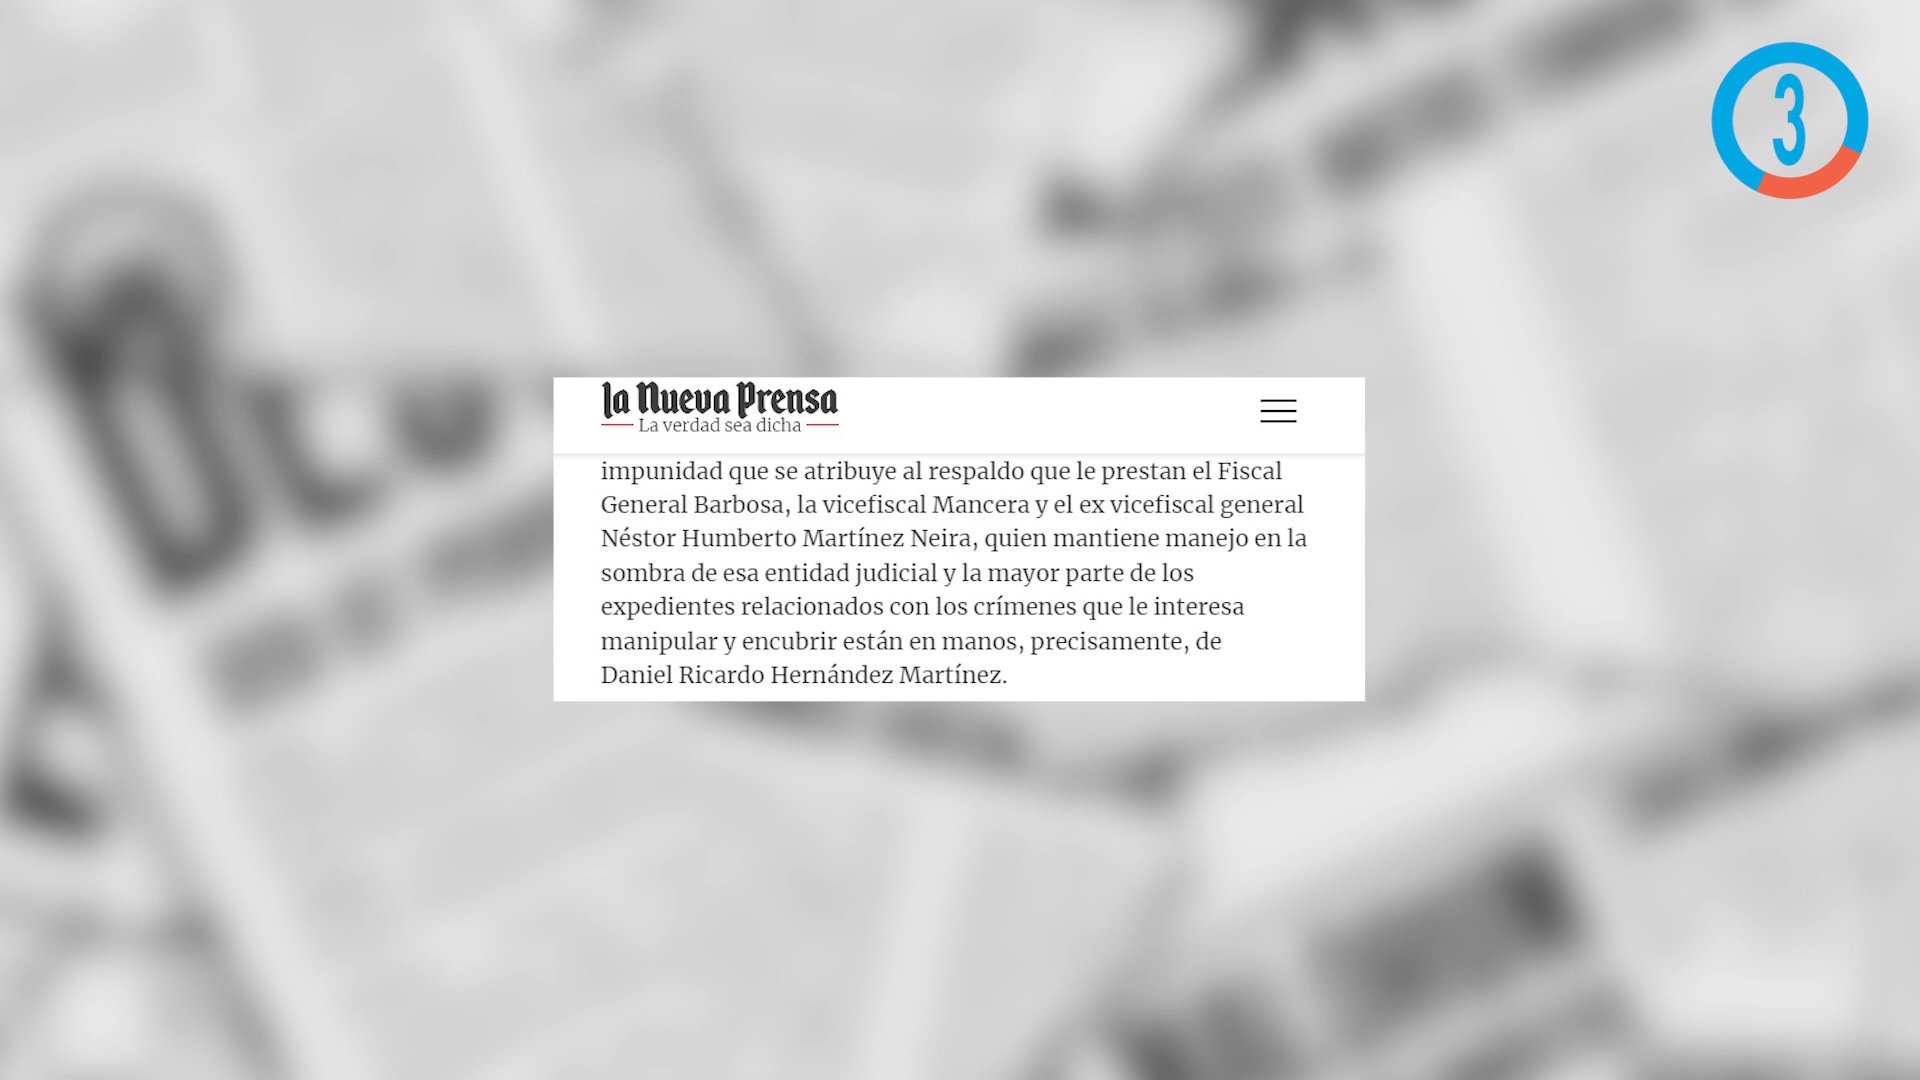 3
la Nueva Prensa
La verdad sea dicha
impunidad que se atribuye al respaldo que le prestan el Fiscal
General Barbosa, la vicefiscal Mancera y el ex vicefiscal general
Néstor Humberto Martínez Neira, quien mantiene manejo en la
sombra de esa entidad judicial y la mayor parte de los
expedientes relacionados con los crímenes que le interesa
manipular y encubrir están en manos, precisamente, de
Daniel Ricardo Hernández Martínez.